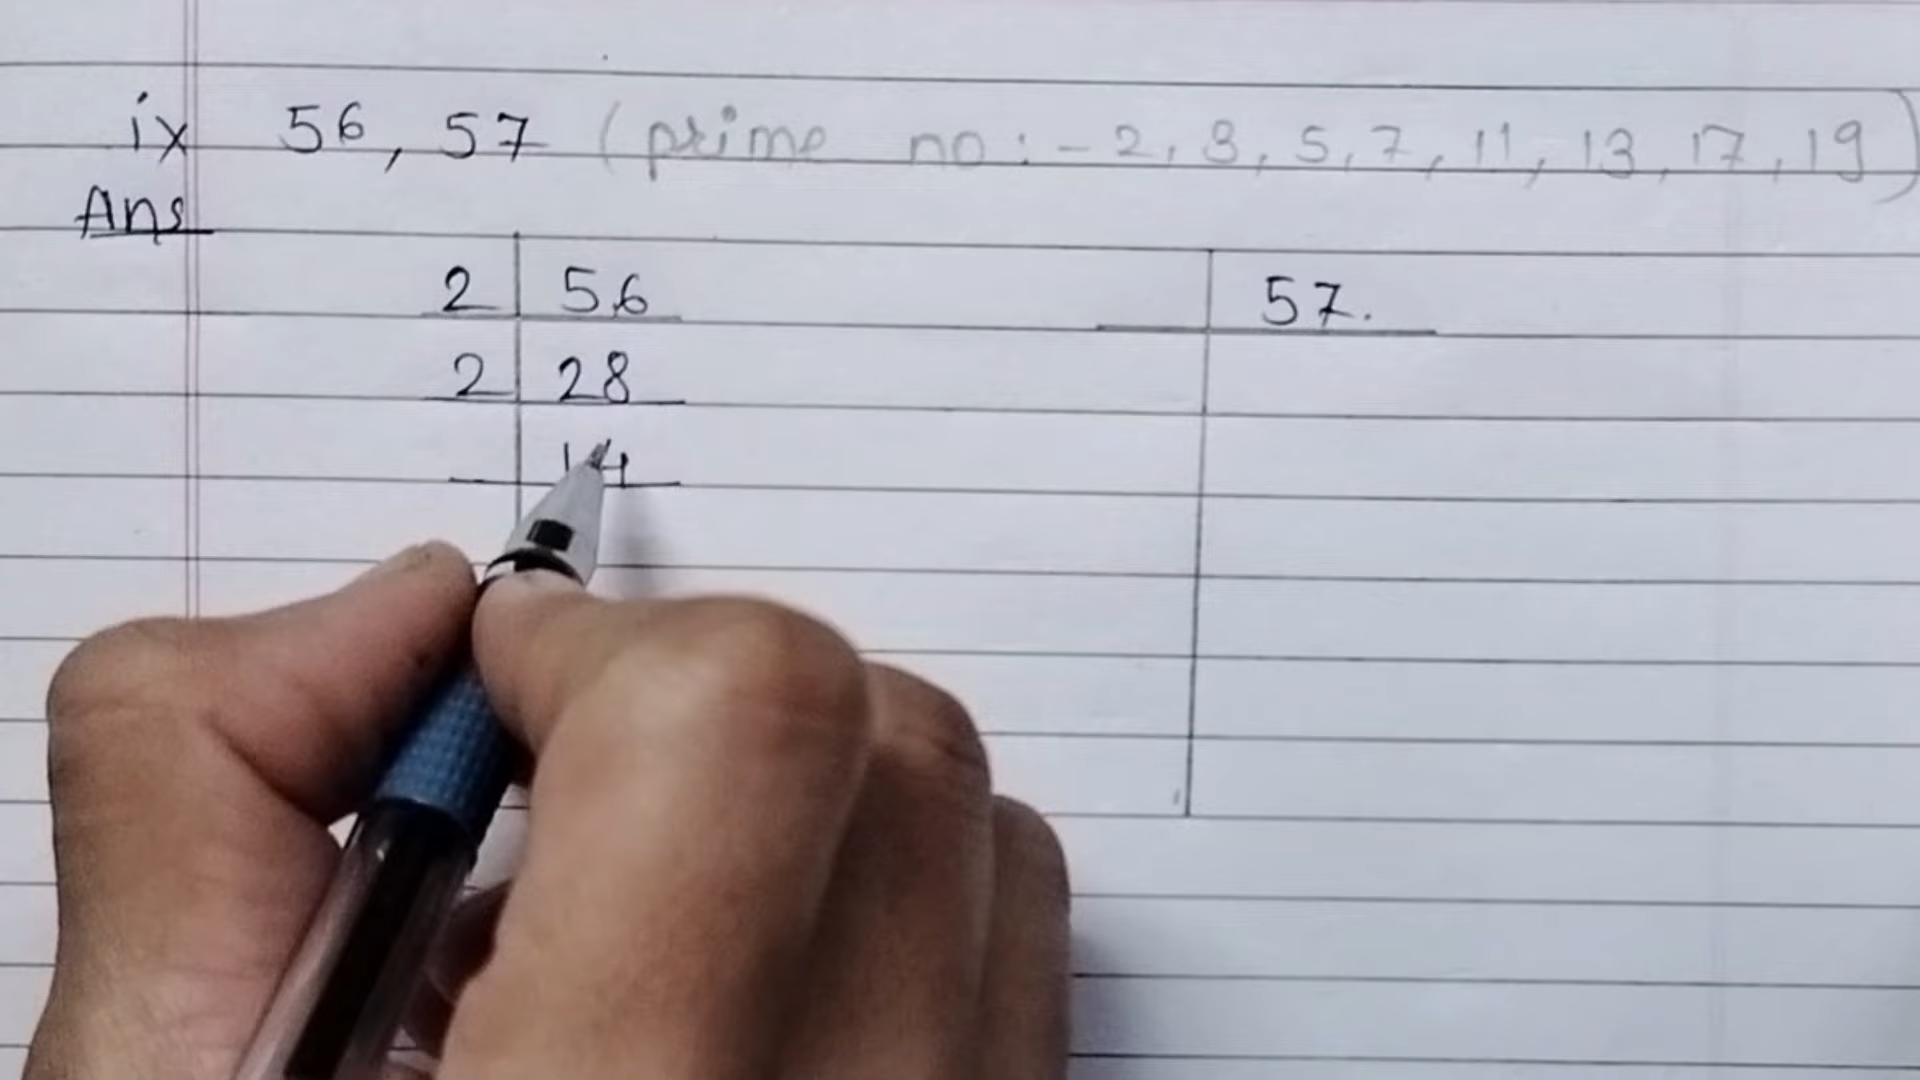 ix 56, 57 (prime no:- 2, 3, 5, 7, 11, 13, 17, 19)
Ans
2 56 57.
2 28
14